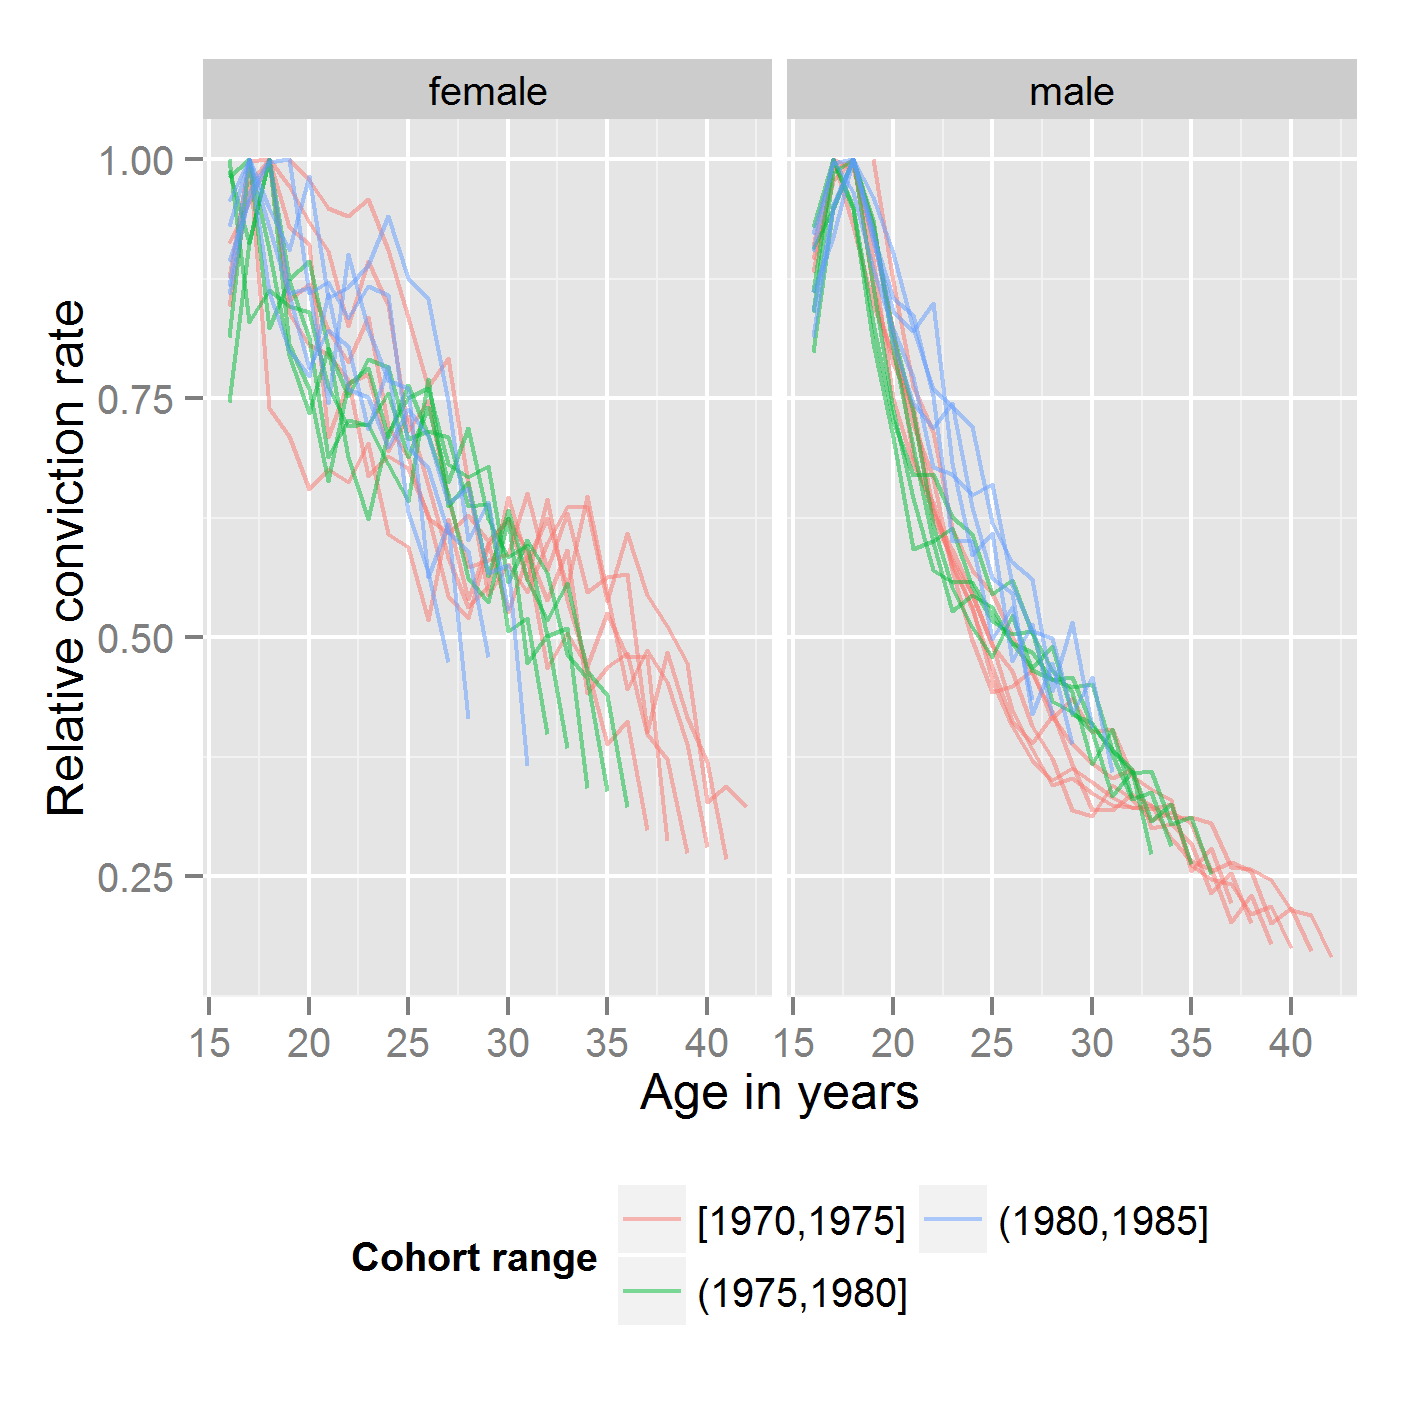 female male
1.00
0.75
0.50
0.25
Relative conviction rate
15 20 25 30 35 40 15 20 25 30 35 40
Age in years
Cohort range
[1970,1975] (1980,1985]
(1975,1980]